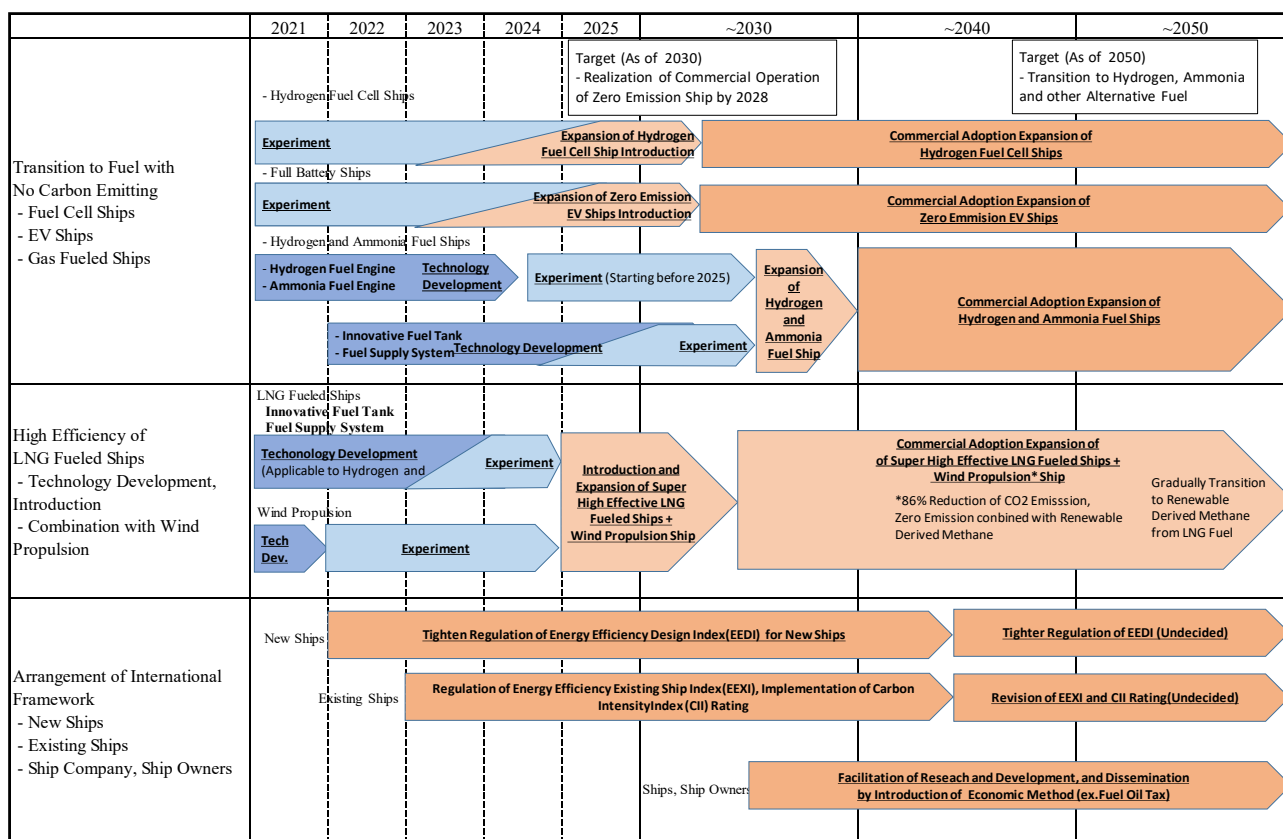 2021 2022 2023 2024 2025 ~2030 ~2040 ~2050
Transition to Fuel with
No Carbon Emitting
- Fuel Cell Ships
- EV Ships
- Gas Fueled Ships
Target (As of 2030)
- Realization of Commercial Operation
of Zero Emission Ship by 2028
Target (As of 2050)
- Transition to Hydrogen, Ammonia
and other Alternative Fuel
- Hydrogen Fuel Cell Ships
Experiment
Expansion of Hydrogen
Fuel Cell Ship Introduction
Commercial Adoption Expansion of
Hydrogen Fuel Cell Ships
- Full Battery Ships
Experiment
Expansion of Zero Emission
EV Ships Introduction
Commercial Adoption Expansion of
Zero Emmision EV Ships
- Hydrogen and Ammonia Fuel Ships
- Hydrogen Fuel Engine
- Ammonia Fuel Engine
Technology
Development
Experiment (Starting before 2025)
Expansion
of
Hydrogen
and
Ammonia
Fuel Ship
Commercial Adoption Expansion of
Hydrogen and Ammonia Fuel Ships
- Innovative Fuel Tank
- Fuel Supply System
Technology Development
Experiment
High Efficiency of
LNG Fueled Ships
- Technology Development,
Introduction
- Combination with Wind
Propulsion
LNG Fueled Ships
Innovative Fuel Tank
Fuel Supply System
Techonology Development
(Applicable to Hydrogen and
Experiment
Introduction and
Expansion of Super
High Effective LNG
Fueled Ships +
Wind Propulsion Ship
Commercial Adoption Expansion of
of Super High Effective LNG Fueled Ships +
Wind Propulsion* Ship
*86% Reduction of CO2 Emisssion,
Zero Emission combined with Renewable
Derived Methane
Gradually Transition
to Renewable
Derived Methane
from LNG Fuel
Wind Propulsion
Tech
Dev.
Experiment
Arrangement of International
Framework
- New Ships
- Existing Ships
- Ship Company, Ship Owners
New Ships
Tighten Regulation of Energy Efficiency Design Index(EEDI) for New Ships
Tighter Regulation of EEDI (Undecided)
Existing Ships
Regulation of Energy Efficiency Existing Ship Index(EEXI), Implementation of Carbon
IntensityIndex (CII) Rating
Revision of EEXI and CII Rating(Undecided)
Ships, Ship Owners
Facilitation of Reseach and Development, and Dissemination
by Introduction of Economic Method (ex.Fuel Oil Tax)